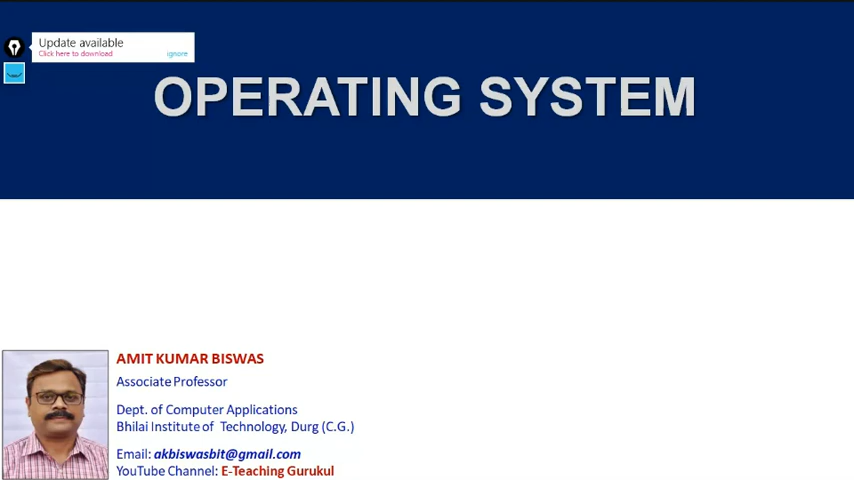 Update available
Click here to download ignore
OPERATING SYSTEM
AMIT KUMAR BISWAS
Associate Professor
Dept. of Computer Applications
Bhilai Institute of Technology, Durg (C.G.)
Email: akbiswasbit@gmail.com
YouTube Channel: E-Teaching Gurukul